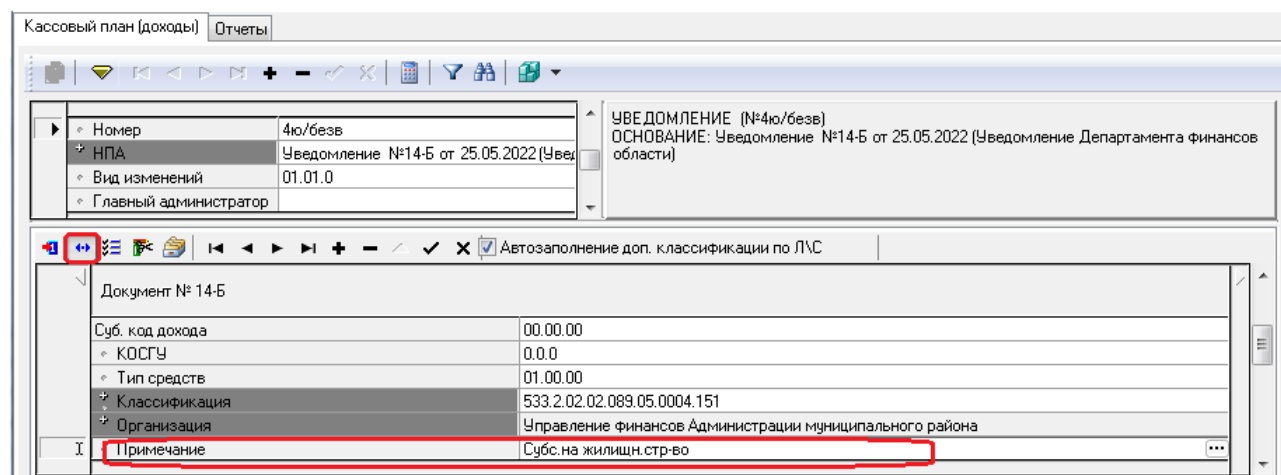 Кассовый план (доходы) Отчеты
Номер 4ю/безв
НПА Уведомление №14-Б от 25.05.2022 (Увед
Вид изменений 01.01.0
Главный администратор
УВЕДОМЛЕНИЕ (№4ю/безв)
ОСНОВАНИЕ: Уведомление №14-Б от 25.05.2022 (Уведомление Департамента финансов
области)
Автозаполнение доп. классификации по Л\С
Документ № 14-Б
Суб. код дохода 00.00.00
КОСГУ 0.0.0
Тип средств 01.00.00
Классификация 533.2.02.02.089.05.0004.151
Организация Управление финансов Администрации муниципального района
Примечание Субс.на жилищн.стр-во